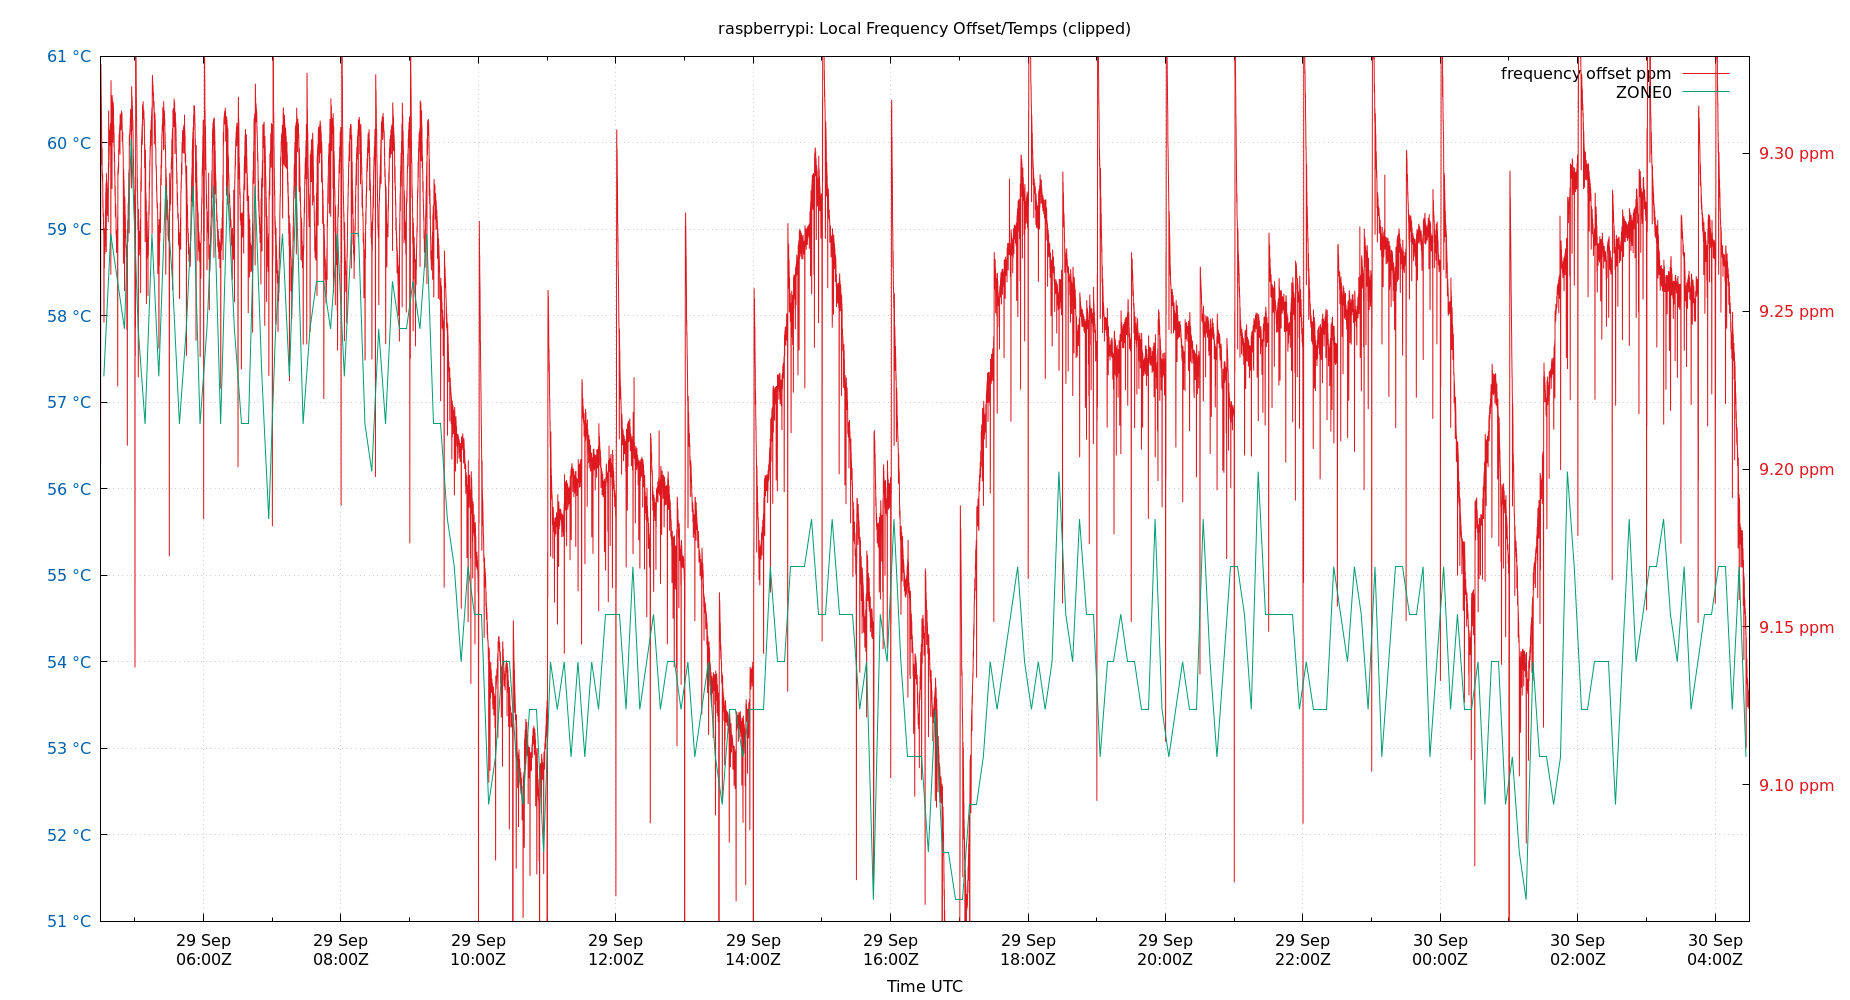 raspberrypi: Local Frequency Offset/Temps (clipped)
61 °C
60 °C
59 °C
58 °C
57 °C
56 °C
55 °C
54 °C
53 °C
52 °C
51 °C
frequency offset ppm
ZONE0
9.30 ppm
9.25 ppm
9.20 ppm
9.15 ppm
9.10 ppm
29 Sep 29 Sep 29 Sep 29 Sep 29 Sep 29 Sep 29 Sep 29 Sep 29 Sep 30 Sep 30 Sep 30 Sep
06:00Z 08:00Z 10:00Z 12:00Z 14:00Z 16:00Z 18:00Z 20:00Z 22:00Z 00:00Z 02:00Z 04:00Z
Time UTC